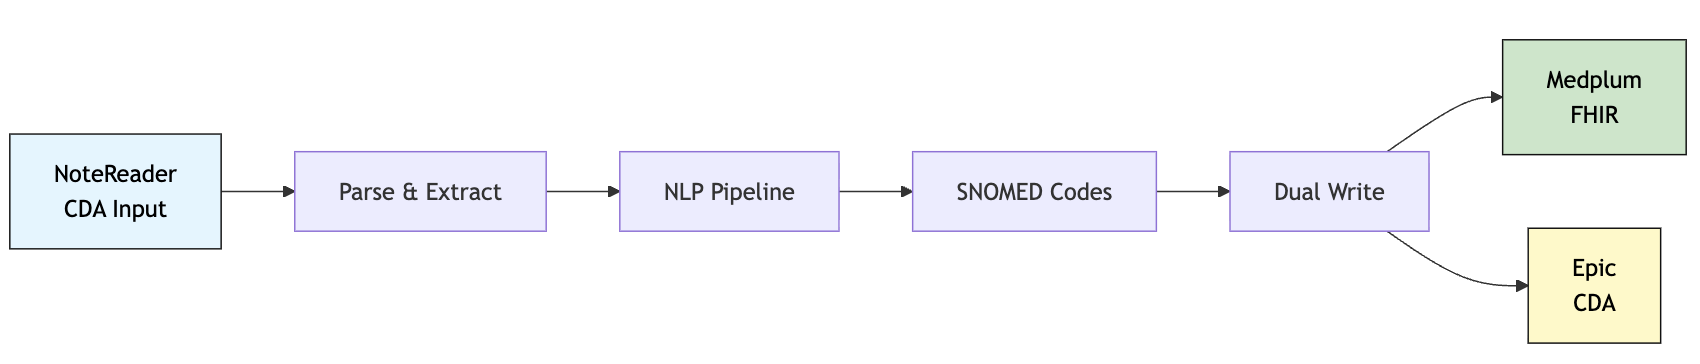 NoteReader
CDA Input
Parse & Extract
NLP Pipeline
SNOMED Codes
Dual Write
Medplum
FHIR
Epic
CDA